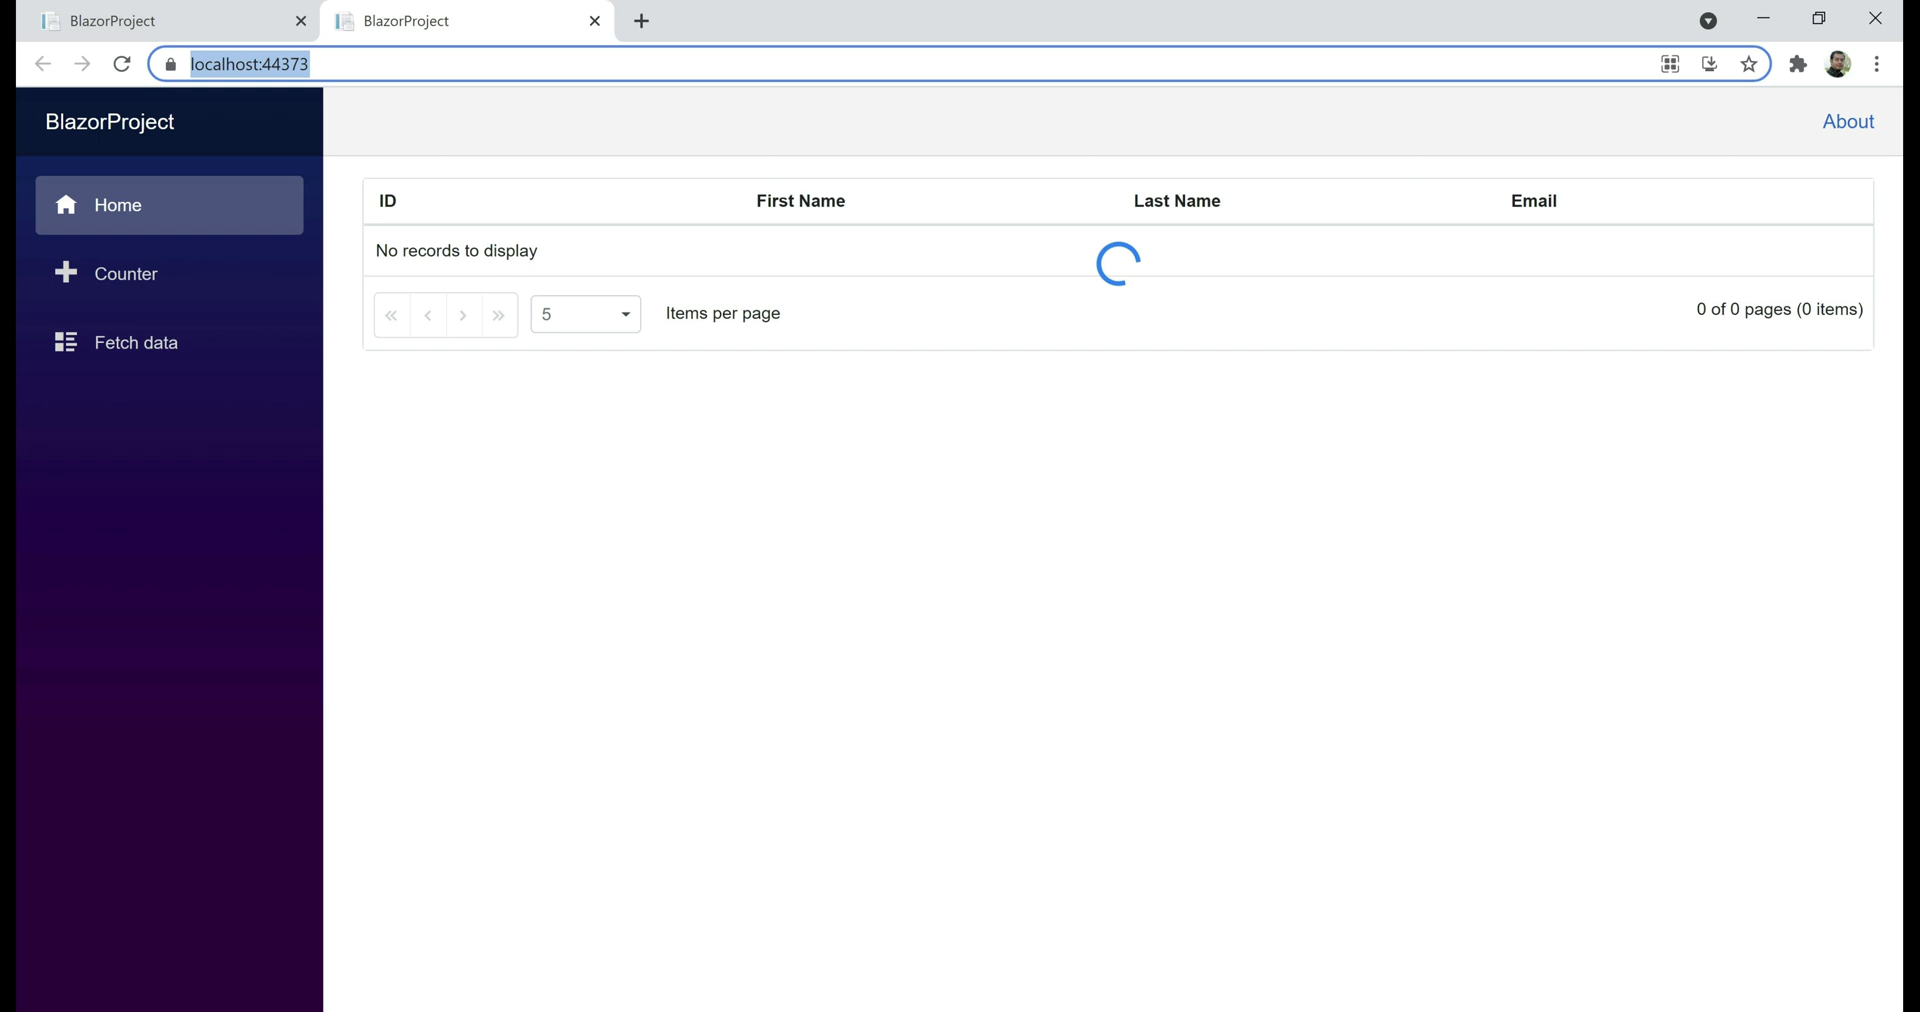 BlazorProject BlazorProject
localhost:44373
BlazorProject
About
Home
Counter
Fetch data
ID First Name Last Name Email
No records to display
5 Items per page 0 of 0 pages (0 items)